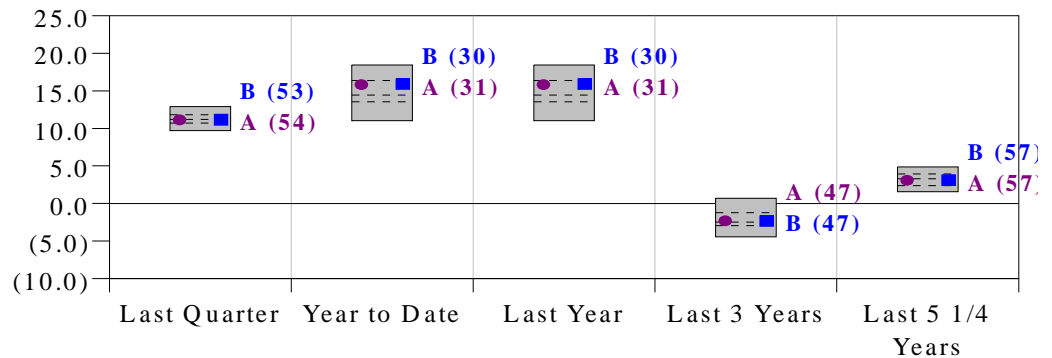 25.0
20.0
15.0
10.0
5.0
0.0
(5.0)
(10.0)
B (53)
A (54)
B (30)
A (31)
B (30)
A (31)
A (47)
B (47)
B (57)
A (57)
Last Quarter
Year to Date
Last Year
Last 3 Years
Last 5 1/4
Years